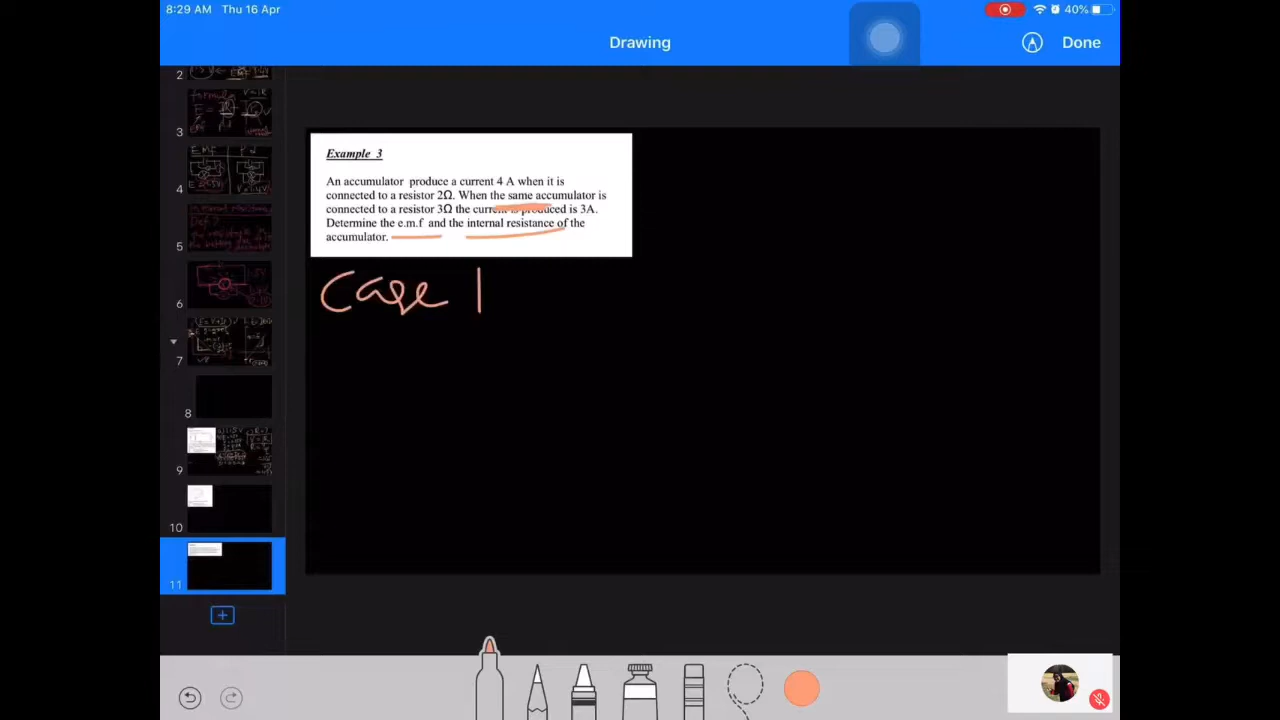 8:29 AM Thu 16 Apr
40%
Drawing
Done
2
3
4
5
6
7
8
9
10
11
Example 3
An accumulator produce a current 4 A when it is
connected to a resistor 2Ω. When the same accumulator is
connected to a resistor 3Ω the current is produced is 3A.
Determine the e.m.f and the internal resistance of the
accumulator.
Case 1